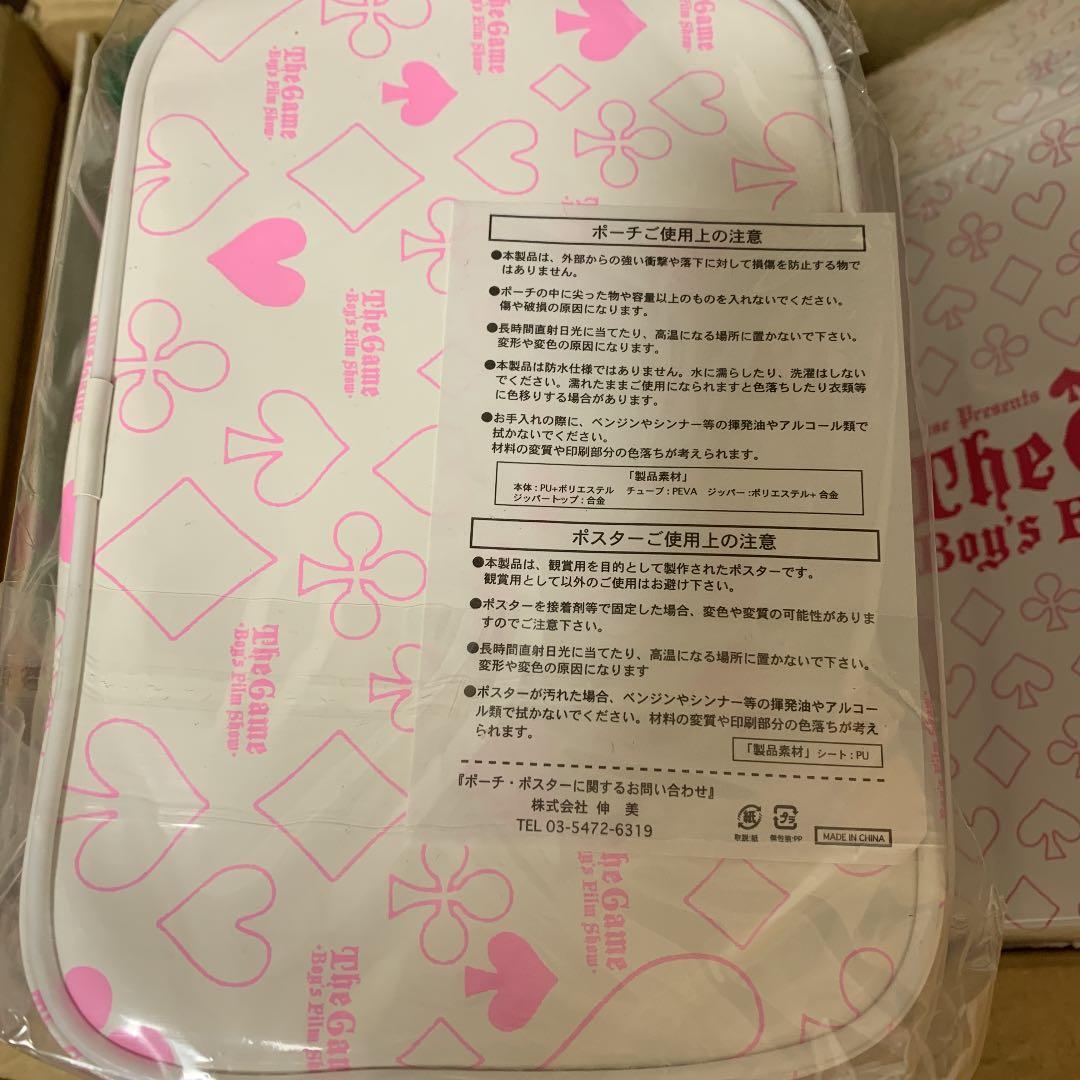 The Game
·Boy's Film Show·
The Game
·Boy's Film Show·
The Game
·Boy's Film Show·
The Game
·Boy's Film Show·
The Game
·Boy's Film Show·
ポーチご使用上の注意
●本製品は、外部からの強い衝撃や落下に対して損傷を防止する物で
はありません。
●ポーチの中に尖った物や容量以上のものを入れないでください。
傷や破損の原因になります。
●長時間直射日光に当てたり、高温になる場所に置かないで下さい。
変形や変色の原因になります。
●本製品は防水仕様ではありません。水に濡らしたり、洗濯はしない
でください。濡れたままご使用になられますと色落ちしたり衣類等
に色移りする場合があります。
●お手入れの際に、ベンジンやシンナー等の揮発油やアルコール類で
拭かないでください。
材料の変質や印刷部分の色落ちが考えられます。
「製品素材」
本体：PU+ポリエステル チューブ：PEVA ジッパー：ポリエステル+ 合金
ジッパートップ：合金
ポスターご使用上の注意
●本製品は、観賞用を目的として製作されたポスターです。
観賞用として以外のご使用はお避け下さい。
●ポスターを接着剤等で固定した場合、変色や変質の可能性がありま
すのでご注意下さい。
●長時間直射日光に当てたり、高温になる場所に置かないで下さい。
変形や変色の原因になります
●ポスターが汚れた場合、ベンジンやシンナー等の揮発油やアルコー
ル類で拭かないでください。材料の変質や印刷部分の色落ちが考え
られます。
「製品素材」シート：PU
『ポーチ・ポスターに関するお問い合わせ』
株式会社 伸 美
TEL 03-5472-6319
紙
取説:紙
プラ
個包装:PP
MADE IN CHINA
Presents
The
Boy's